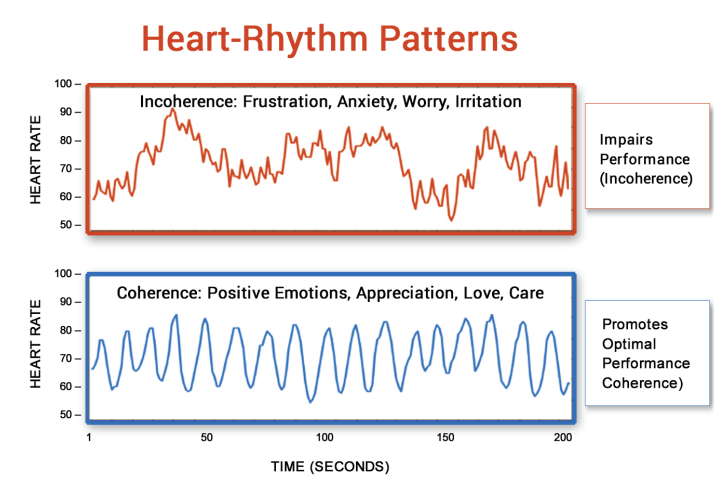 Heart-Rhythm Patterns
100
90
80
70
60
50
HEART RATE
Incoherence: Frustration, Anxiety, Worry, Irritation
Impairs
Performance
(Incoherence)
100
90
80
70
60
50
HEART RATE
Coherence: Positive Emotions, Appreciation, Love, Care
Promotes
Optimal
Performance
Coherence)
1 50 100 150 200
TIME (SECONDS)